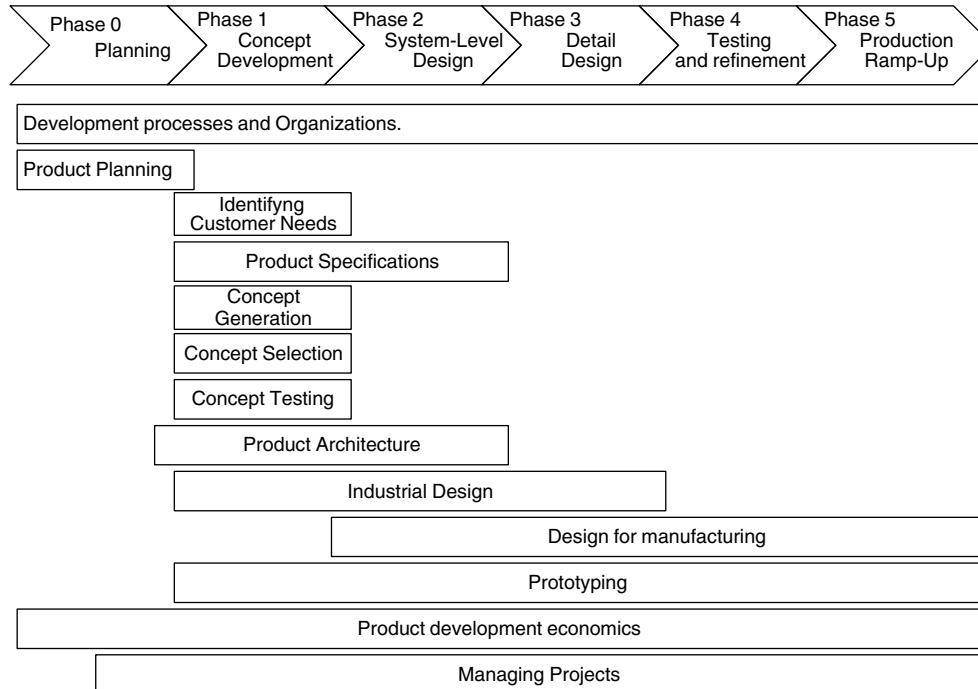 Phase 0
Planning
Phase 1
Concept
Development
Phase 2
System-Level
Design
Phase 3
Detail
Design
Phase 4
Testing
and refinement
Phase 5
Production
Ramp-Up
Development processes and Organizations.
Product Planning
Identifyng
Customer Needs
Product Specifications
Concept
Generation
Concept Selection
Concept Testing
Product Architecture
Industrial Design
Design for manufacturing
Prototyping
Product development economics
Managing Projects